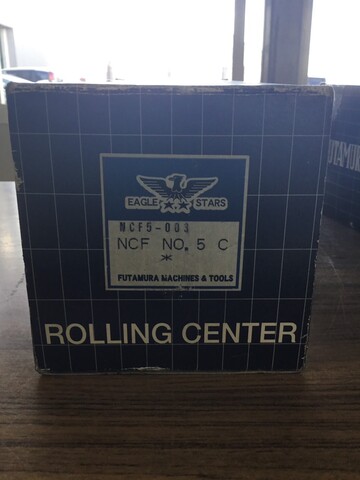 EAGLE STARS
NCF5-003
NCF NO. 5 C
*
FUTAMURA MACHINES & TOOLS
ROLLING CENTER